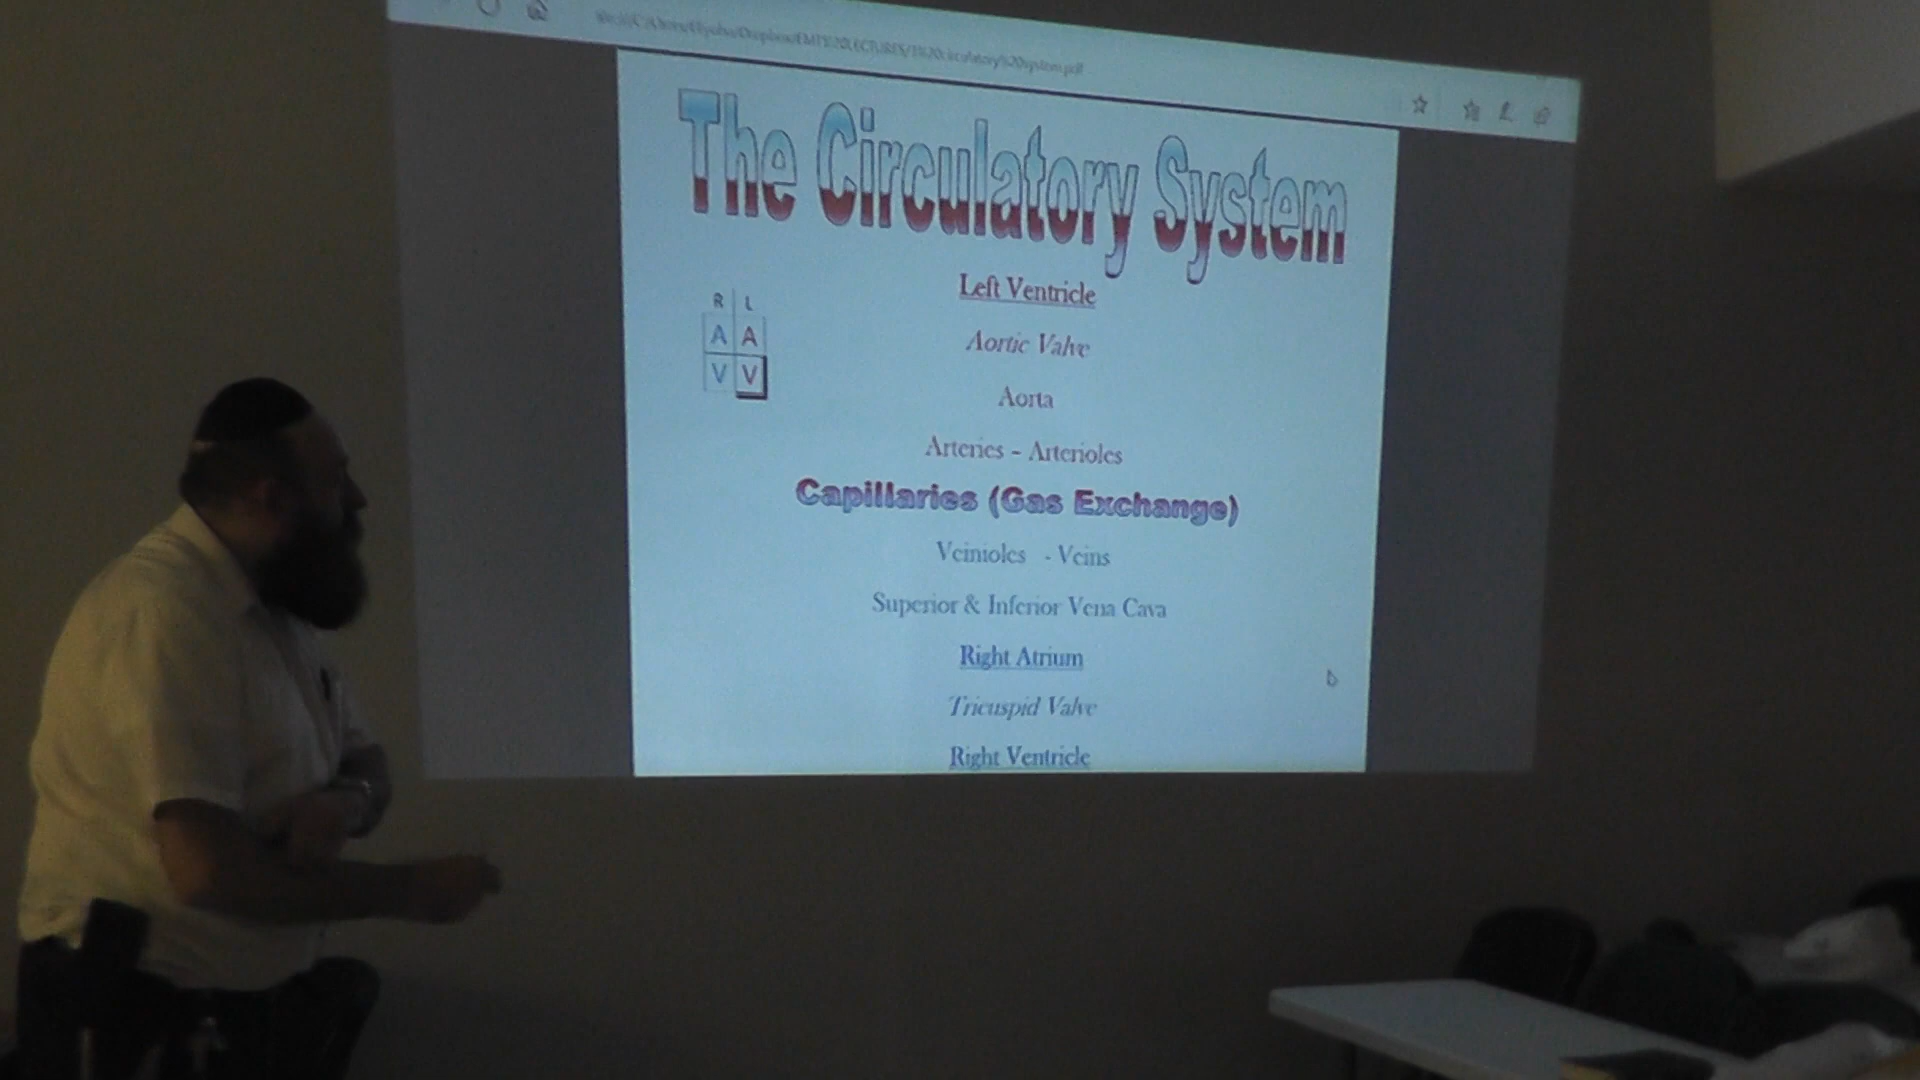 The Circulatory System
R L
A A
V V
Left Ventricle
Aortic Valve
Aorta
Arteries - Arterioles
Capillaries (Gas Exchange)
Veinioles - Veins
Superior & Inferior Vena Cava
Right Atrium
Tricuspid Valve
Right Ventricle